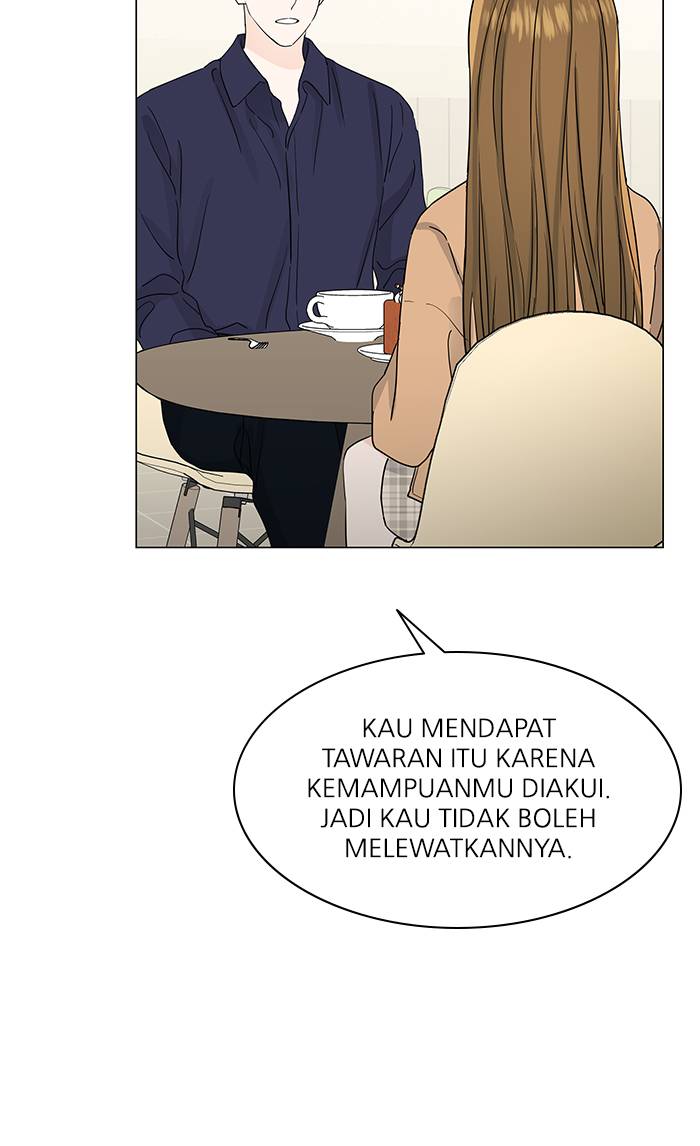 KAU MENDAPAT
TAWARAN ITU KARENA
KEMAMPUANMU DIAKUI.
JADI KAU TIDAK BOLEH
MELEWATKANNYA.